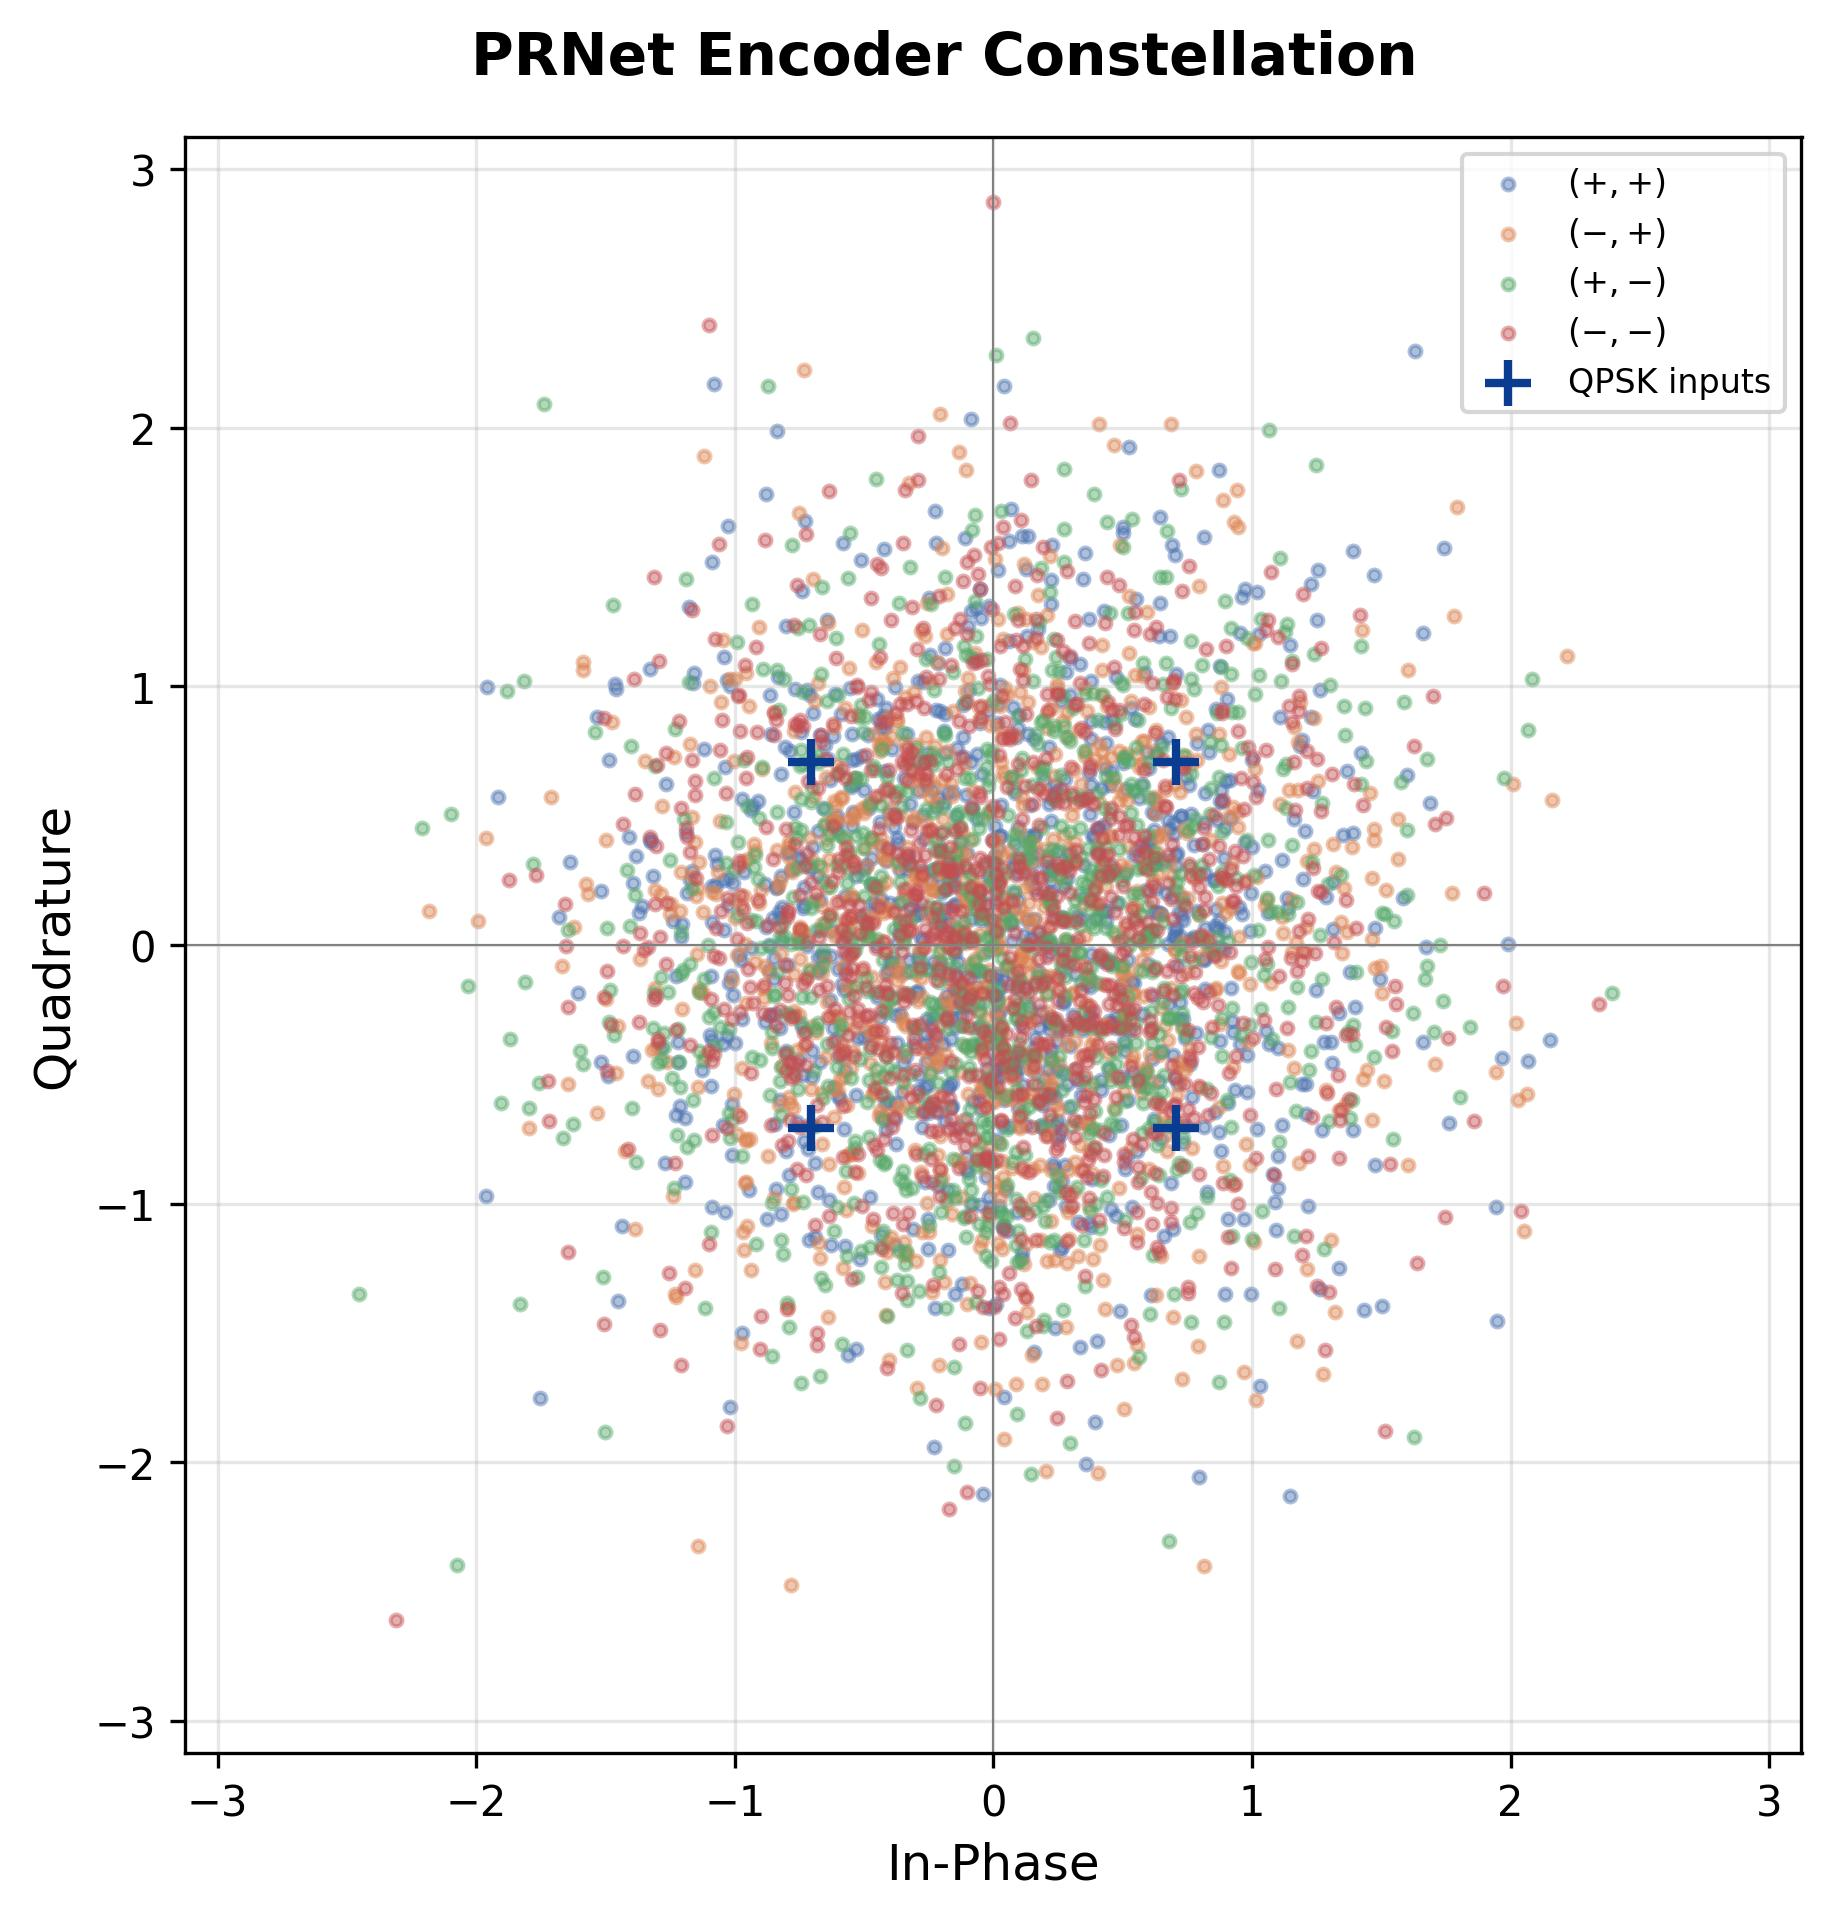 PRNet Encoder Constellation
3
2
1
0
−1
−2
−3
Quadrature
(+, +)
(−, +)
(+, −)
(−, −)
QPSK inputs
−3 −2 −1 0 1 2 3
In-Phase